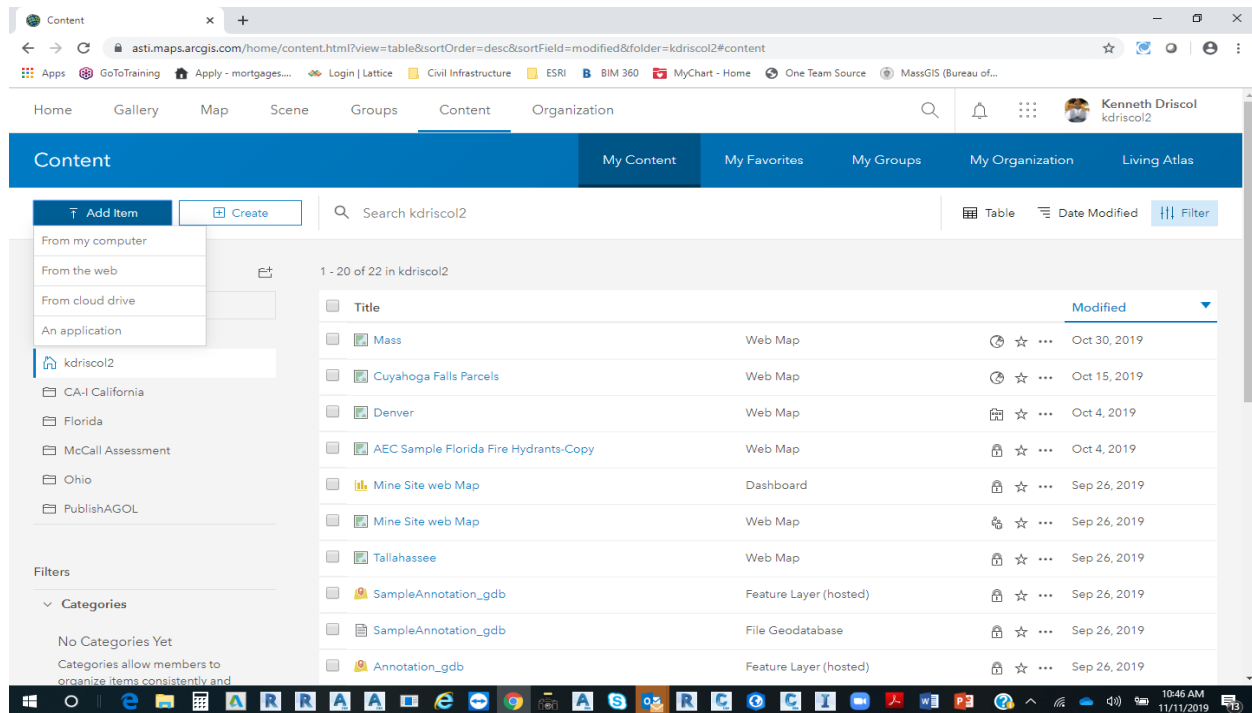 Content
asti.maps.arcgis.com/home/content.html?view=table&sortOrder=desc&sortField=modified&folder=kdriscol2#content
Apps GoToTraining Apply - mortgages.... Login | Lattice Civil Infrastructure ESRI BIM 360 MyChart - Home One Team Source MassGIS (Bureau of...
Home Gallery Map Scene Groups Content Organization Kenneth Driscol
kdriscol2
Content My Content My Favorites My Groups My Organization Living Atlas
Add Item Create Search kdriscol2 Table Date Modified Filter
From my computer
From the web
From cloud drive
An application
kdriscol2
CA-I California
Florida
McCall Assessment
Ohio
PublishAGOL
Filters
Categories
No Categories Yet
Categories allow members to
organize items consistently and
1 - 20 of 22 in kdriscol2
Title Modified
Mass Web Map Oct 30, 2019
Cuyahoga Falls Parcels Web Map Oct 15, 2019
Denver Web Map Oct 4, 2019
AEC Sample Florida Fire Hydrants-Copy Web Map Oct 4, 2019
Mine Site web Map Dashboard Sep 26, 2019
Mine Site web Map Web Map Sep 26, 2019
Tallahassee Web Map Sep 26, 2019
SampleAnnotation_gdb Feature Layer (hosted) Sep 26, 2019
SampleAnnotation_gdb File Geodatabase Sep 26, 2019
Annotation_gdb Feature Layer (hosted) Sep 26, 2019
10:46 AM
11/11/2019